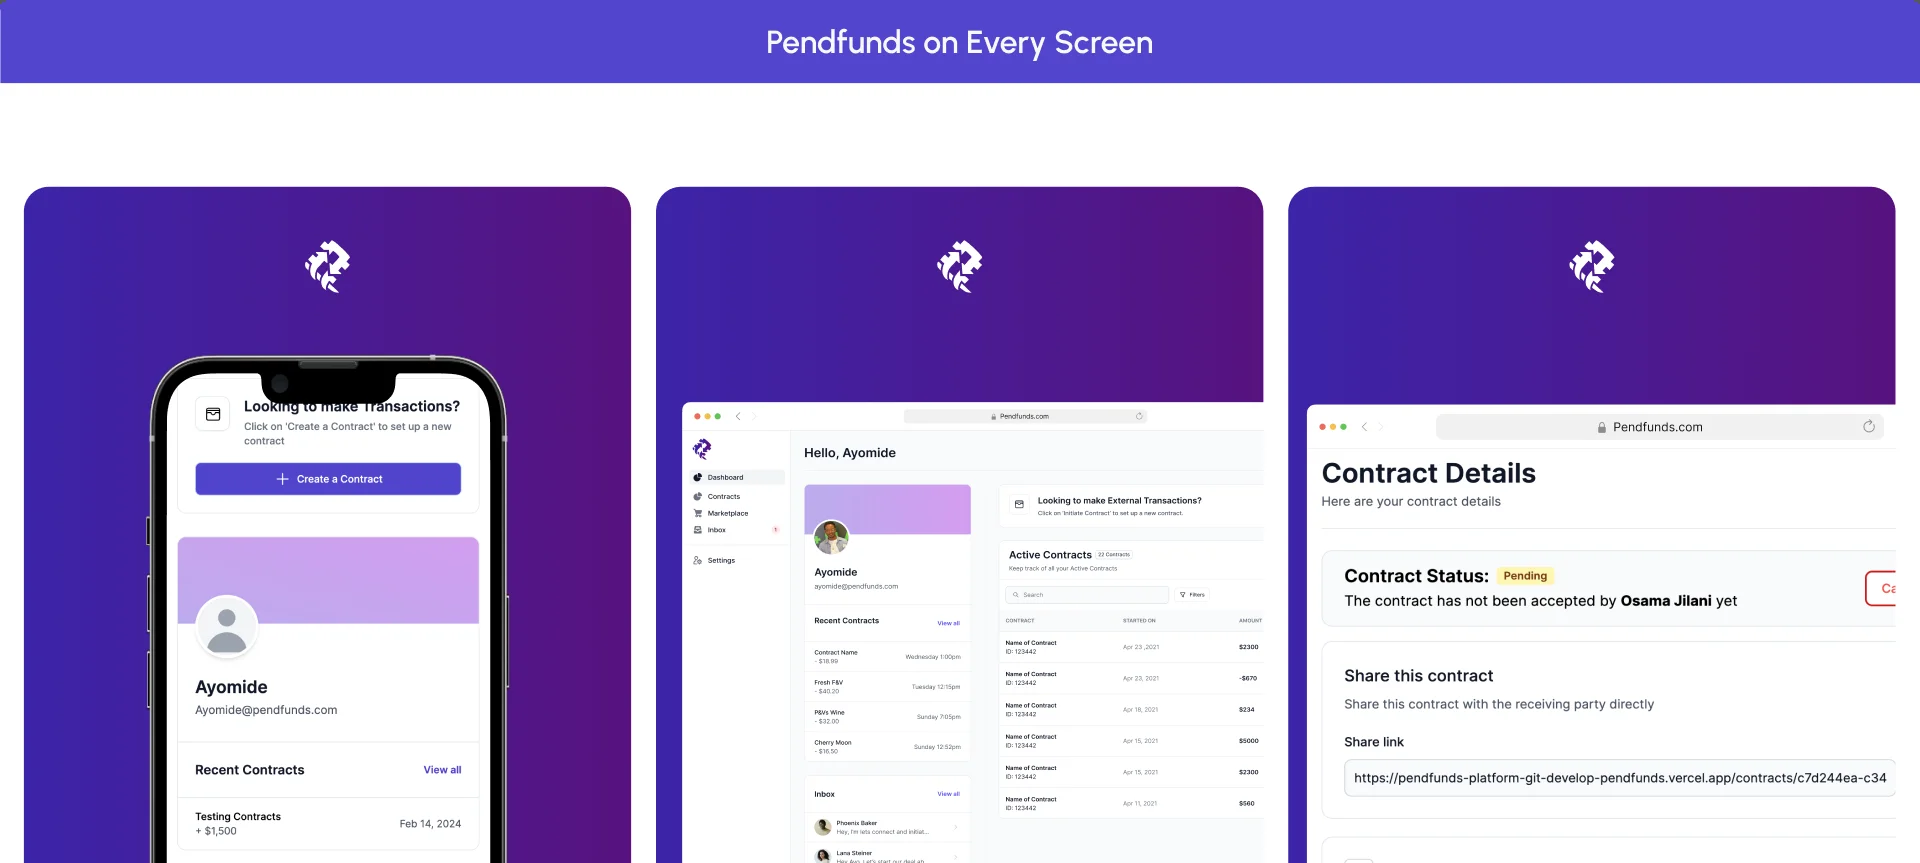 Pendfunds on Every Screen
Looking to make Transactions?
Click on 'Create a Contract' to set up a new
contract
Create a Contract
Ayomide
Ayomide@pendfunds.com
Recent Contracts View all
Testing Contracts
+ $1,500
Feb 14, 2024
Pendfunds.com
Dashboard
Contracts
Marketplace
Inbox 1
Settings
Hello, Ayomide
Ayomide
ayomide@pendfunds.com
Recent Contracts View all
Contract Name
- $18.99
Wednesday 1:00pm
Fresh F&V
- $40.20
Tuesday 12:15pm
P&Vs Wine
- $32.00
Sunday 7:05pm
Cherry Moon
- $16.50
Sunday 12:52pm
Inbox View all
Phoenix Baker
Hey, I'm lets connect and initiat...
Lana Steiner
Hey Ayo, Let's start our deal ah
Looking to make External Transactions?
Click on 'Initiate Contract' to set up a new contract.
Active Contracts 22 Contracts
Keep track of all your Active Contracts
Search Filters
CONTRACT STARTED ON AMOUNT
Name of Contract
ID: 123442
Apr 23 ,2021 $2300
Name of Contract
ID: 123442
Apr 23, 2021 -$670
Name of Contract
ID: 123442
Apr 18, 2021 $234
Name of Contract
ID: 123442
Apr 15, 2021 $5000
Name of Contract
ID: 123442
Apr 15, 2021 $2300
Name of Contract
ID: 123442
Apr 11, 2021 $560
Pendfunds.com
Contract Details
Here are your contract details
Contract Status: Pending
The contract has not been accepted by Osama Jilani yet
Ca
Share this contract
Share this contract with the receiving party directly
Share link
https://pendfunds-platform-git-develop-pendfunds.vercel.app/contracts/c7d244ea-c34